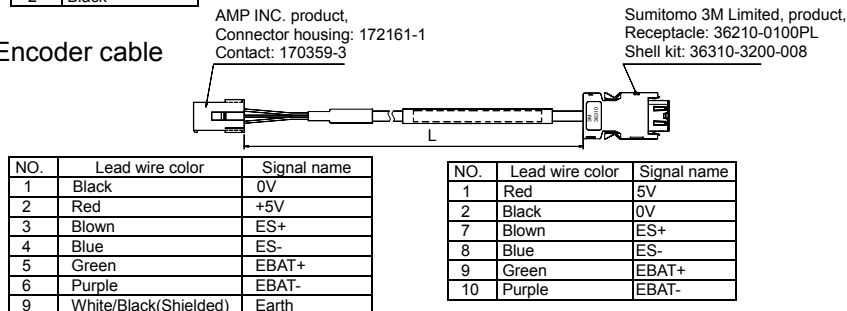 2 Black
Encoder cable
AMP INC. product,
Connector housing: 172161-1
Contact: 170359-3
Sumitomo 3M Limited, product,
Receptacle: 36210-0100PL
Shell kit: 36310-3200-008
3M
36310
L
NO. Lead wire color Signal name
1 Black 0V
2 Red +5V
3 Blown ES+
4 Blue ES-
5 Green EBAT+
6 Purple EBAT-
9 White/Black(Shielded) Earth
NO. Lead wire color Signal name
1 Red 5V
2 Black 0V
7 Blown ES+
8 Blue ES-
9 Green EBAT+
10 Purple EBAT-